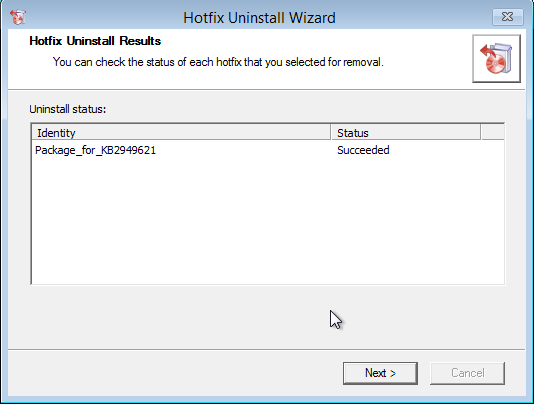 Hotfix Uninstall Wizard
Hotfix Uninstall Results
You can check the status of each hotfix that you selected for removal.
Uninstall status:
Identity Status
Package_for_KB2949621 Succeeded
Next > Cancel